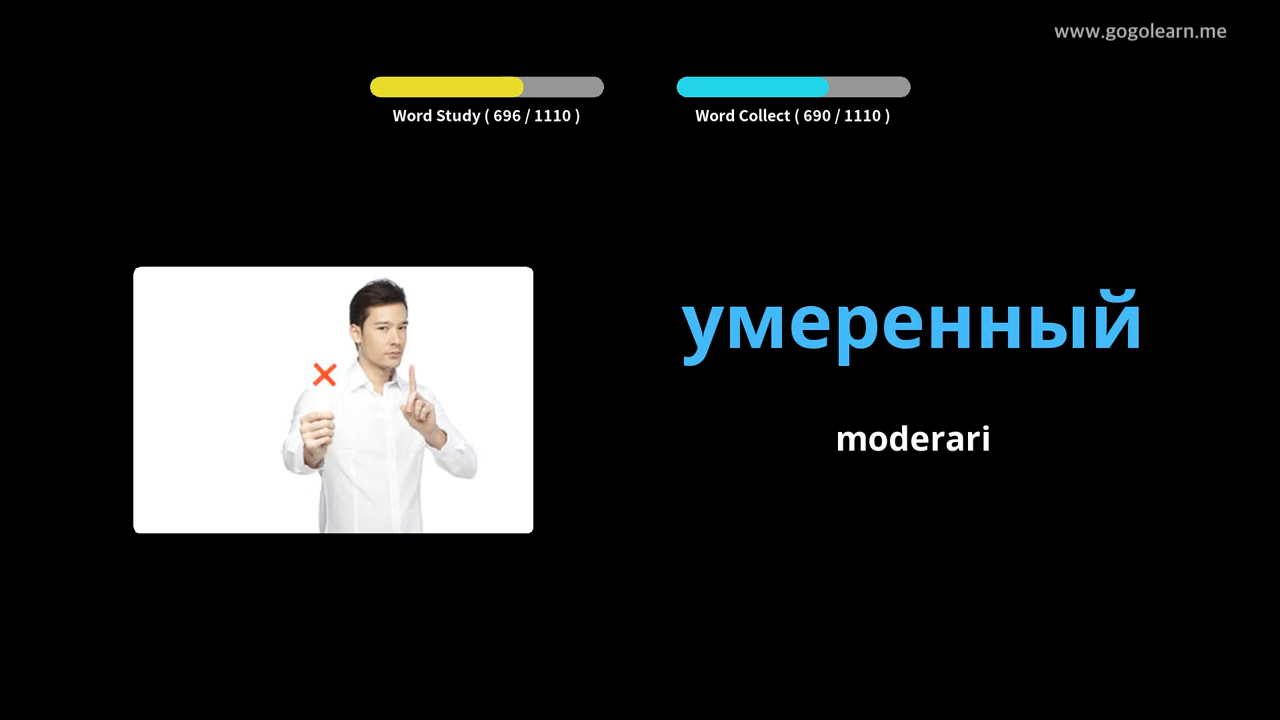 www.gogolearn.me
Word Study ( 696 / 1110 )
Word Collect ( 690 / 1110 )
умеренный
moderari